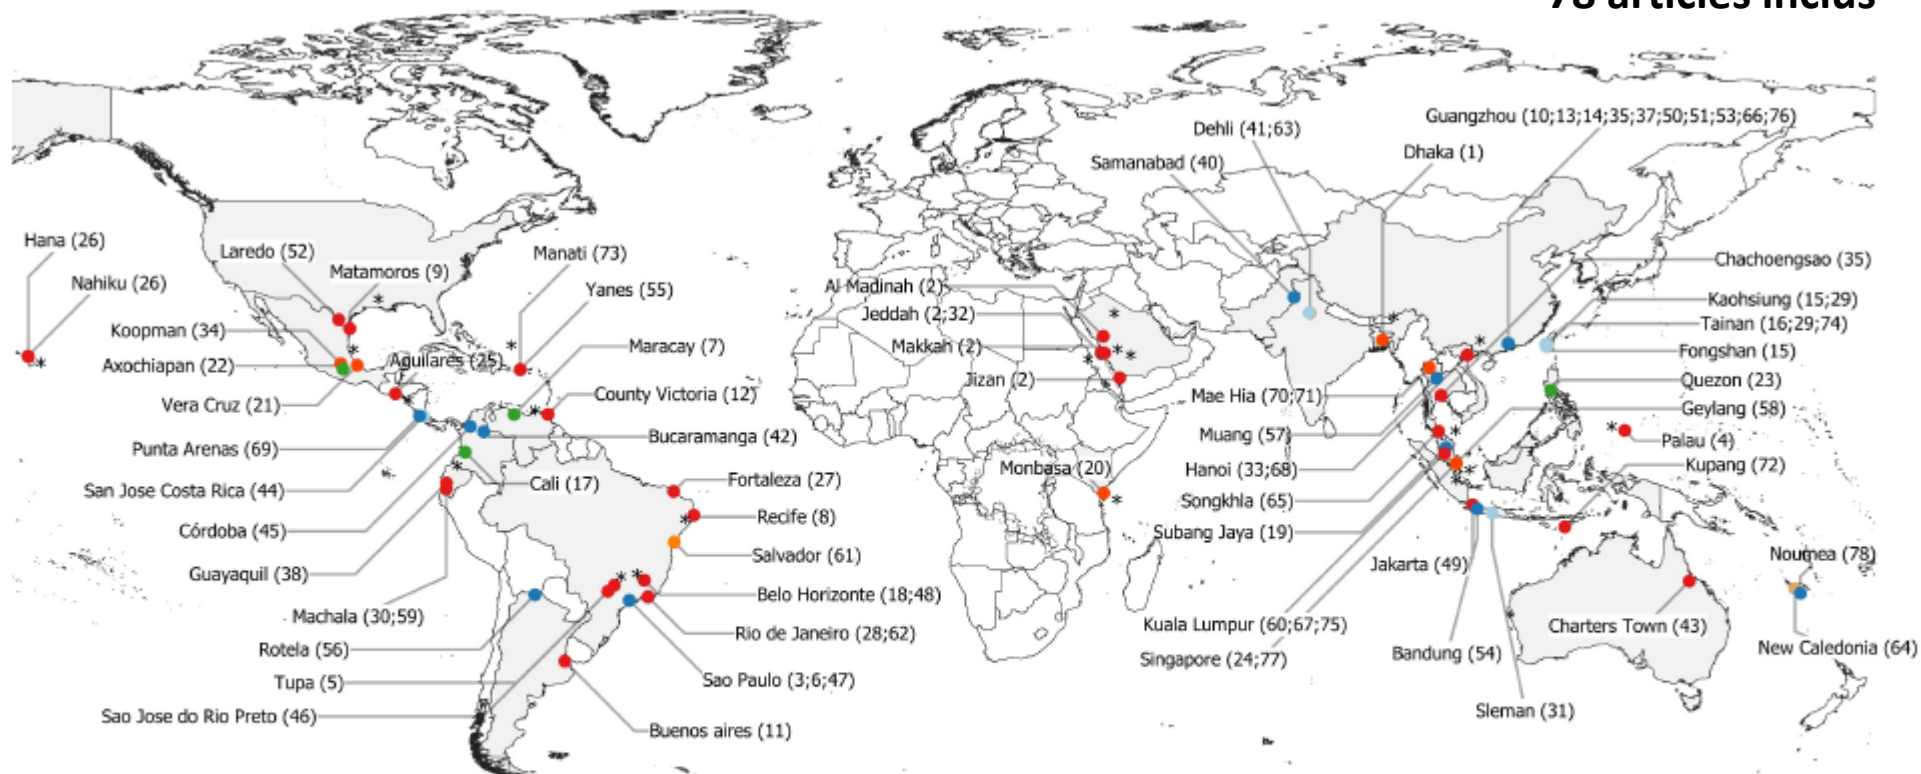 78 articles inclus
Guangzhou (10;13;14;35;37;50;51;53;66;76)
Dehli (41;63)
Dhaka (1)
Samanabad (40)
Hana (26)
Laredo (52)
Manati (73)
Matamoros (9)
Nahiku (26)
Yanes (55)
Al Madinah (2)
Chachoengsao (35)
Jeddah (2;32)
Kaohsiung (15;29)
Koopman (34)
Tainan (16;29;74)
Maracay (7)
Makkah (2)
Fongshan (15)
Axochiapan (22)
Aguilares (25)
Jizan (2)
Quezon (23)
County Victoria (12)
Mae Hia (70;71)
Vera Cruz (21)
Geylang (58)
Bucaramanga (42)
Muang (57)
Palau (4)
Punta Arenas (69)
Monbasa (20)
Hanoi (33;68)
Kupang (72)
Fortaleza (27)
Cali (17)
San Jose Costa Rica (44)
Songkhla (65)
Recife (8)
Córdoba (45)
Subang Jaya (19)
Salvador (61)
Noumea (78)
Jakarta (49)
Guayaquil (38)
Belo Horizonte (18;48)
Machala (30;59)
Kuala Lumpur (60;67;75)
Charters Town (43)
Rio de Janeiro (28;62)
Rotela (56)
New Caledonia (64)
Bandung (54)
Singapore (24;77)
Sao Paulo (3;6;47)
Tupa (5)
Sleman (31)
Sao Jose do Rio Preto (46)
Buenos aires (11)